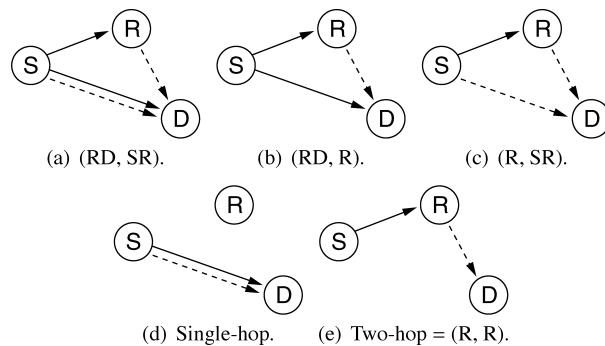 R R R
S S S
D D D
(a) (RD, SR). (b) (RD, R). (c) (R, SR).
R R
S S
D D
(d) Single-hop. (e) Two-hop = (R, R).